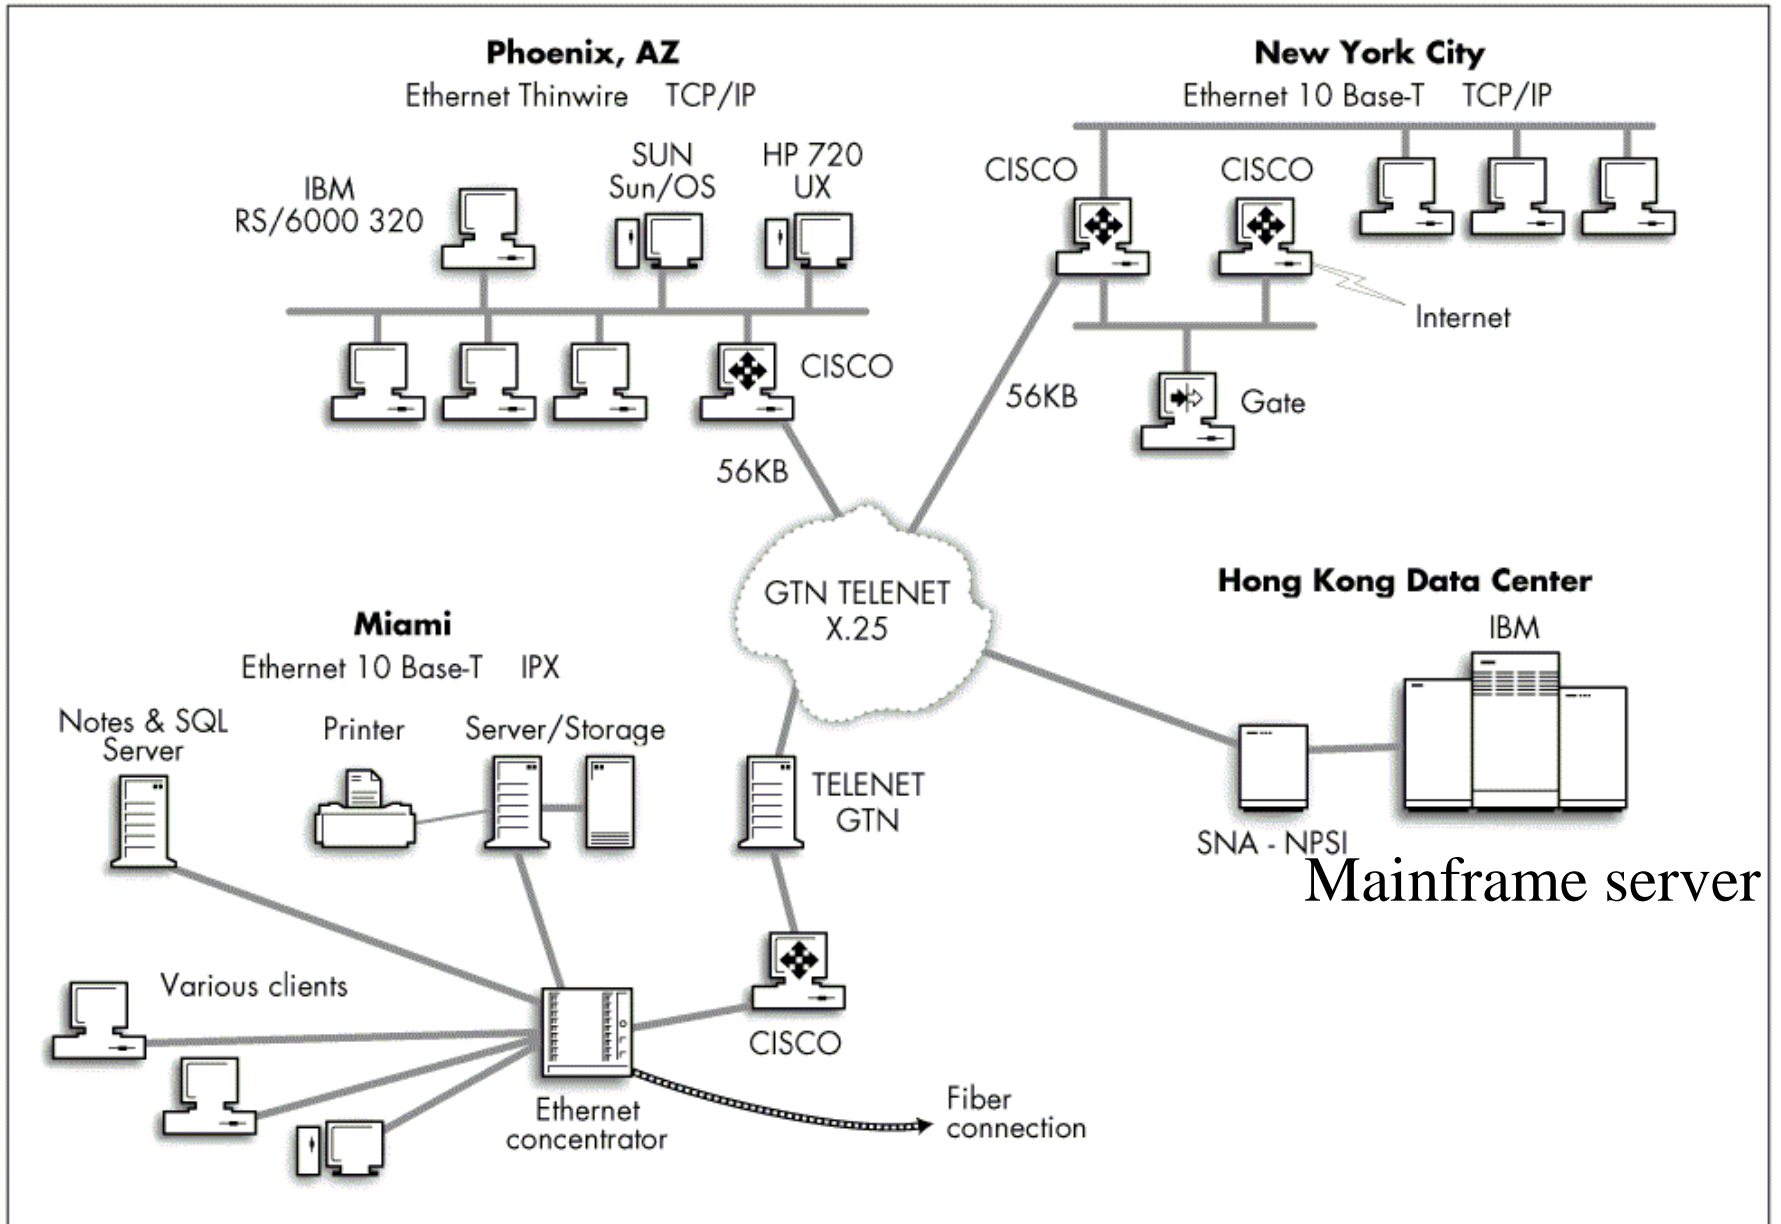 Phoenix, AZ
Ethernet Thinwire TCP/IP
IBM
RS/6000 320
SUN
Sun/OS
HP 720
UX
CISCO
56KB
New York City
Ethernet 10 Base-T TCP/IP
CISCO
CISCO
Internet
56KB
Gate
GTN TELENET
X.25
Hong Kong Data Center
IBM
SNA - NPSI
Mainframe server
Miami
Ethernet 10 Base-T IPX
Notes & SQL
Server
Printer
Server/Storage
TELENET
GTN
Various clients
CISCO
Ethernet
concentrator
Fiber
connection